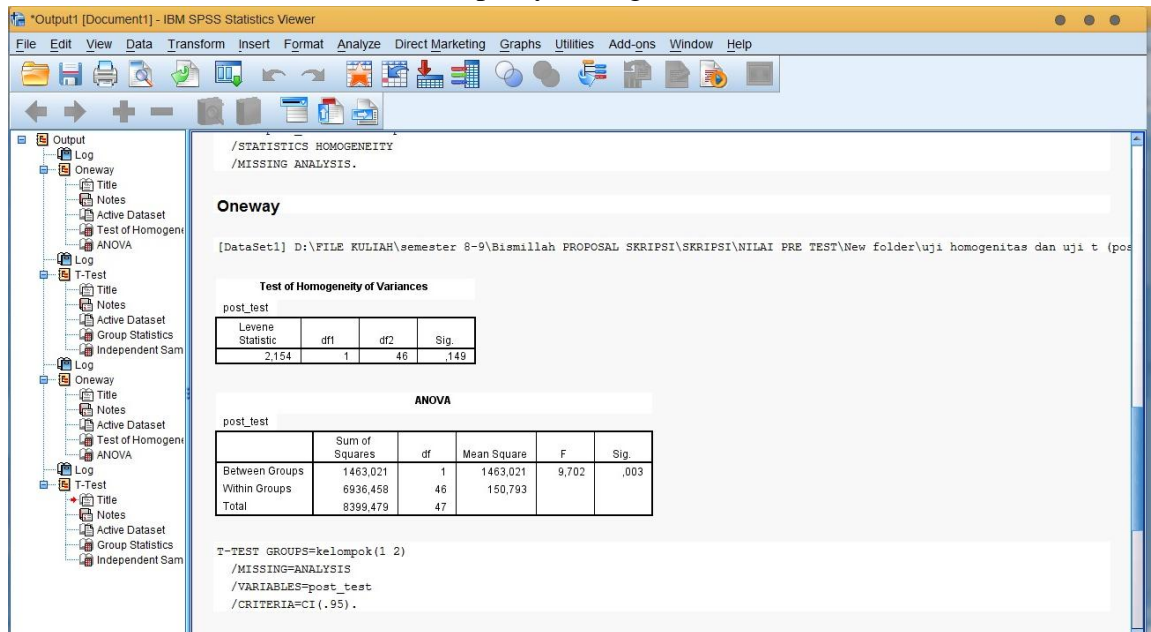 *Output1 [Document1] - IBM SPSS Statistics Viewer
File Edit View Data Transform Insert Format Analyze Direct Marketing Graphs Utilities Add-ons Window Help
Output
Log
Oneway
Title
Notes
Active Dataset
Test of Homogene
ANOVA
Log
T-Test
Title
Notes
Active Dataset
Group Statistics
Independent Sam
Log
Oneway
Title
Notes
Active Dataset
Test of Homogene
ANOVA
Log
T-Test
Title
Notes
Active Dataset
Group Statistics
Independent Sam
/STATISTICS HOMOGENEITY
/MISSING ANALYSIS.
Oneway
[DataSet1] D:\FILE KULIAH\semester 8-9\Bismillah PROPOSAL SKRIPSI\SKRIPSI\NILAI PRE TEST\New folder\uji homogenitas dan uji t (pos
Test of Homogeneity of Variances
post_test
Levene Statistic df1 df2 Sig.
2,154 1 46 ,149
ANOVA
post_test
Sum of Squares df Mean Square F Sig.
Between Groups 1463,021 1 1463,021 9,702 ,003
Within Groups 6936,458 46 150,793
Total 8399,479 47
T-TEST GROUPS=kelompok(1 2)
/MISSING=ANALYSIS
/VARIABLES=post_test
/CRITERIA=CI(.95).